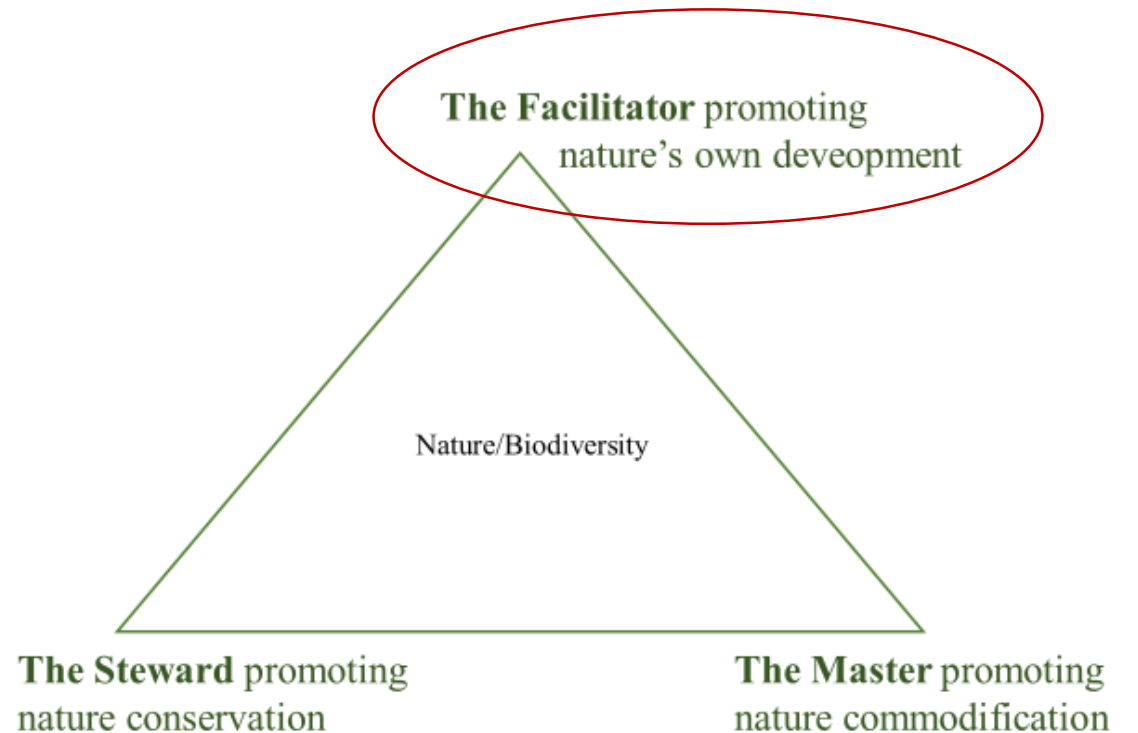 The Facilitator promoting
nature’s own deveopment
Nature/Biodiversity
The Steward promoting
nature conservation
The Master promoting
nature commodification